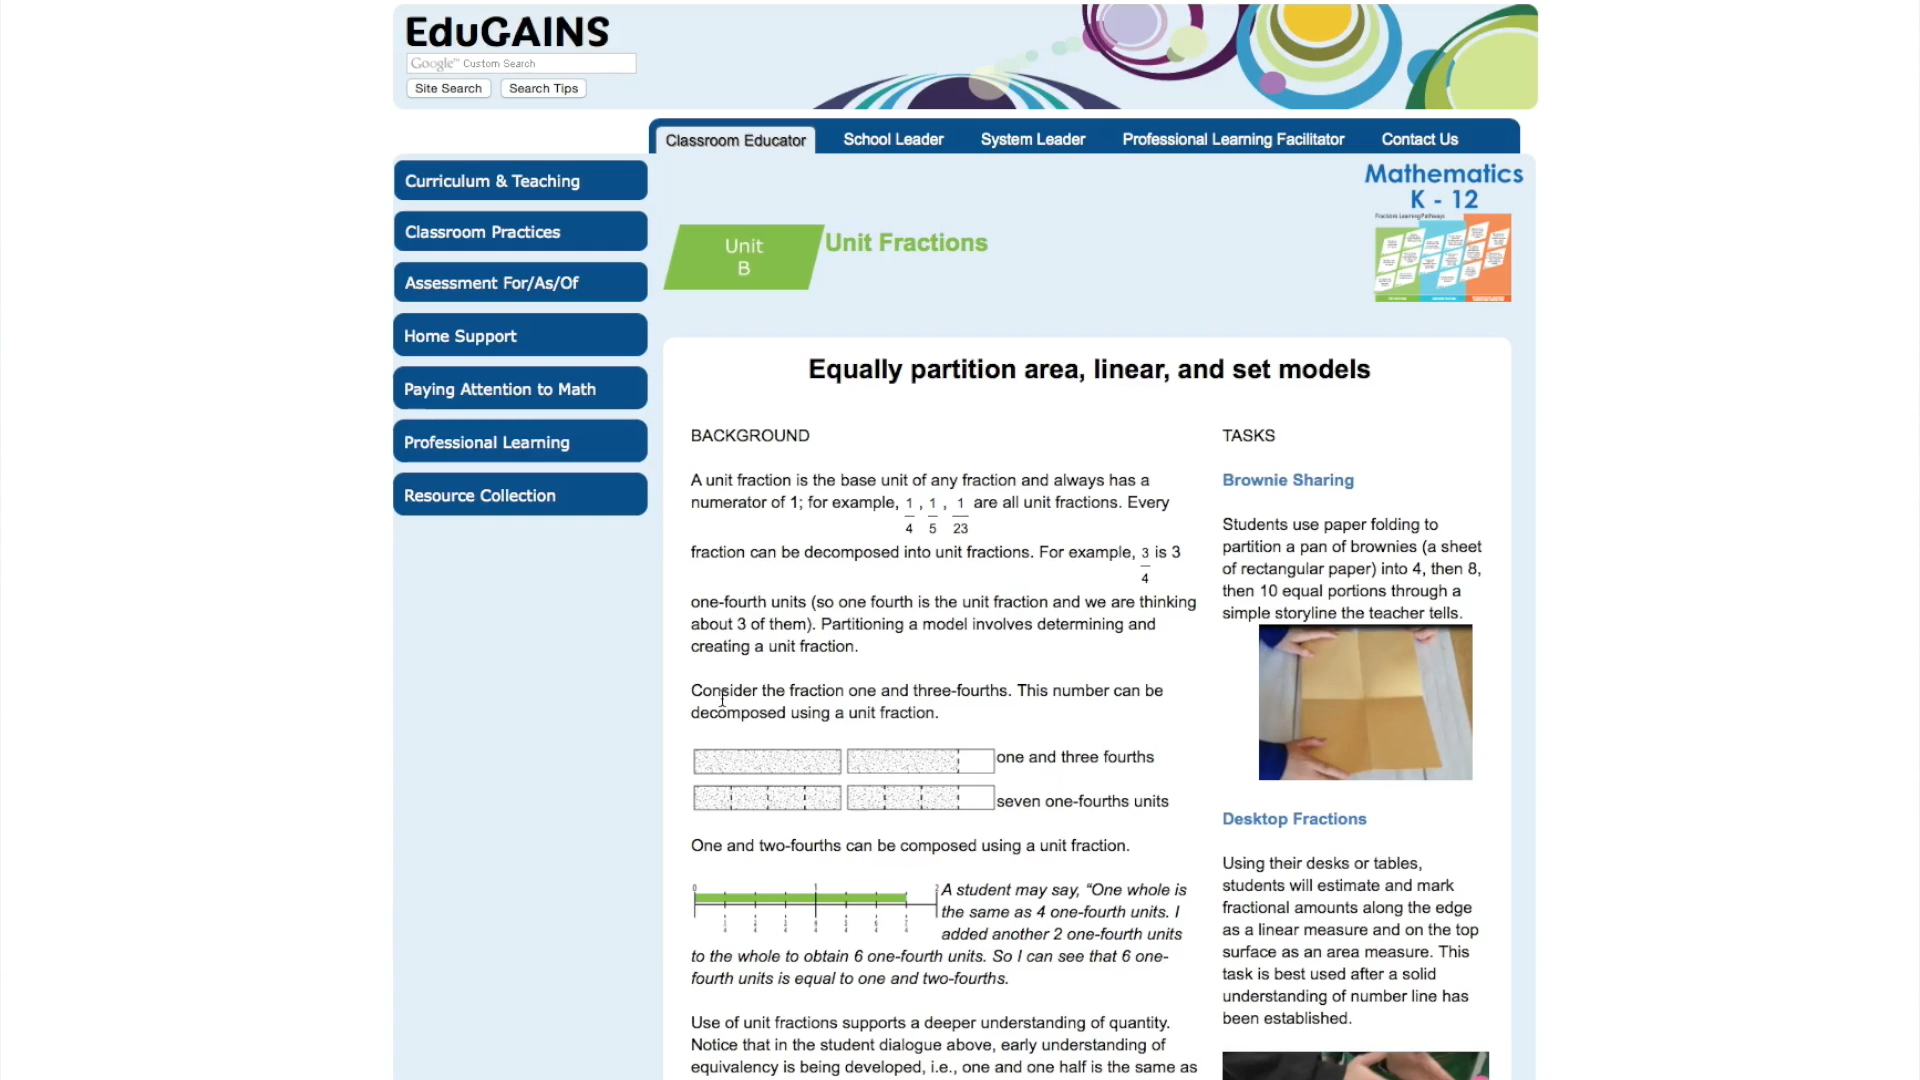 EduGAINS
Google™ Custom Search
Site Search
Search Tips
Classroom Educator
School Leader
System Leader
Professional Learning Facilitator
Contact Us
Curriculum & Teaching
Classroom Practices
Assessment For/As/Of
Home Support
Paying Attention to Math
Professional Learning
Resource Collection
Mathematics
K - 12
Fractions Learning Pathways
Unit
B
Unit Fractions
Equally partition area, linear, and set models
BACKGROUND
A unit fraction is the base unit of any fraction and always has a
numerator of 1; for example, 1/4, 1/5, 1/23 are all unit fractions. Every
fraction can be decomposed into unit fractions. For example, 3/4 is 3
one-fourth units (so one fourth is the unit fraction and we are thinking
about 3 of them). Partitioning a model involves determining and
creating a unit fraction.
Consider the fraction one and three-fourths. This number can be
decomposed using a unit fraction.
one and three fourths
seven one-fourths units
One and two-fourths can be composed using a unit fraction.
0 1 2
A student may say, “One whole is
the same as 4 one-fourth units. I
added another 2 one-fourth units
to the whole to obtain 6 one-fourth units. So I can see that 6 one-
fourth units is equal to one and two-fourths.
Use of unit fractions supports a deeper understanding of quantity.
Notice that in the student dialogue above, early understanding of
equivalency is being developed, i.e., one and one half is the same as
TASKS
Brownie Sharing
Students use paper folding to
partition a pan of brownies (a sheet
of rectangular paper) into 4, then 8,
then 10 equal portions through a
simple storyline the teacher tells.
Desktop Fractions
Using their desks or tables,
students will estimate and mark
fractional amounts along the edge
as a linear measure and on the top
surface as an area measure. This
task is best used after a solid
understanding of number line has
been established.